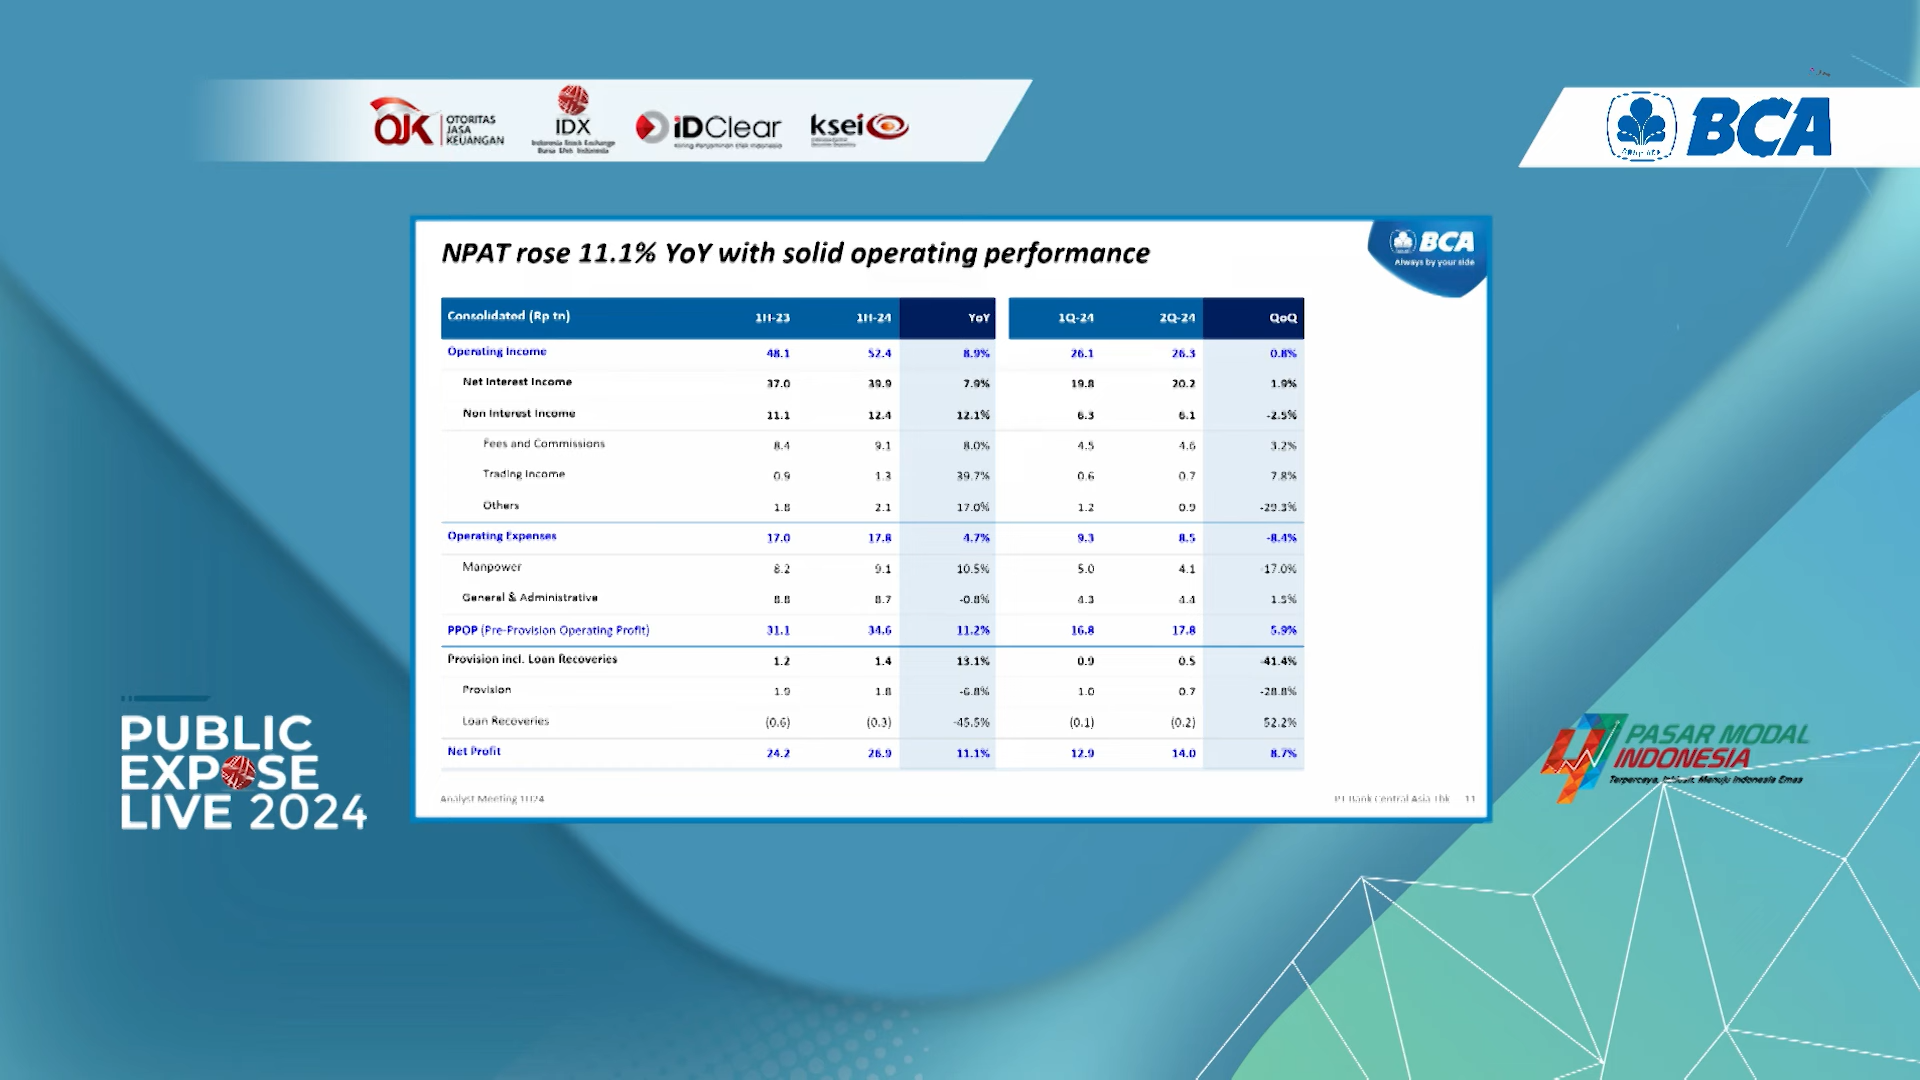 OJK OTORITAS JASA KEUANGAN
IDX
Indonesia Stock Exchange
Bursa Efek Indonesia
iDClear
Kliring Penjaminan Efek Indonesia
ksei
BCA
NPAT rose 11.1% YoY with solid operating performance
BCA
Always by your side
Consolidated (Rp tn) 1H-23 1H-24 YoY 1Q-24 2Q-24 QoQ
Operating Income 48.1 52.4 8.9% 26.1 26.3 0.8%
Net Interest Income 37.0 39.9 7.9% 19.8 20.2 1.9%
Non Interest Income 11.1 12.4 12.1% 6.3 6.1 -2.5%
Fees and Commissions 8.4 9.1 8.0% 4.5 4.6 3.2%
Trading Income 0.9 1.3 39.7% 0.6 0.7 7.8%
Others 1.8 2.1 17.0% 1.2 0.9 -29.3%
Operating Expenses 17.0 17.8 4.7% 9.3 8.5 -8.4%
Manpower 8.2 9.1 10.5% 5.0 4.1 -17.0%
General & Administrative 8.8 8.7 -0.8% 4.3 4.4 1.5%
PPOP (Pre-Provision Operating Profit) 31.1 34.6 11.2% 16.8 17.8 5.9%
Provision incl. Loan Recoveries 1.2 1.4 13.1% 0.9 0.5 -41.4%
Provision 1.9 1.8 -6.8% 1.0 0.7 -28.8%
Loan Recoveries (0.6) (0.3) -45.5% (0.1) (0.2) 52.2%
Net Profit 24.2 26.9 11.1% 12.9 14.0 8.7%
Analyst Meeting 1H24 PT Bank Central Asia Tbk 11
PUBLIC
EXPOSE
LIVE 2024
PASAR MODAL
INDONESIA
Menuju Indonesia Emas